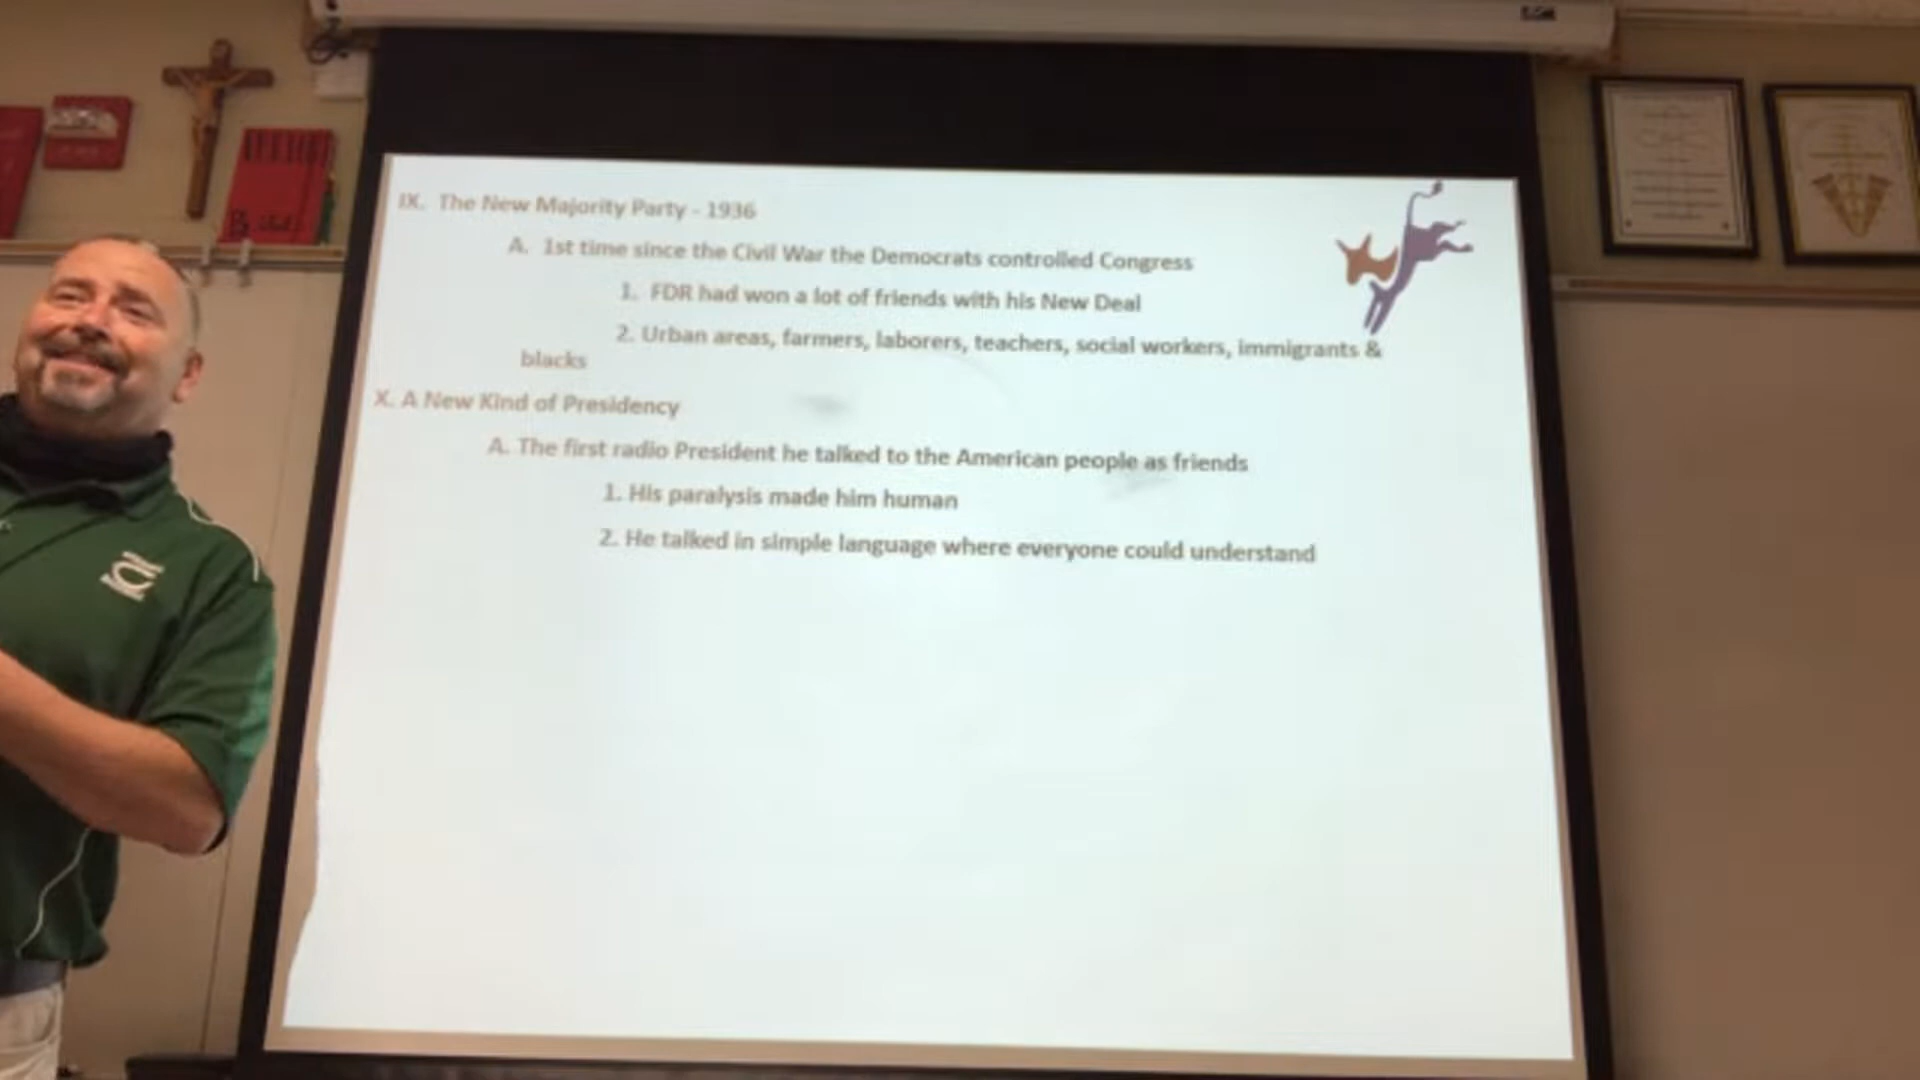 IX. The New Majority Party - 1936
A. 1st time since the Civil War the Democrats controlled Congress
1. FDR had won a lot of friends with his New Deal
2. Urban areas, farmers, laborers, teachers, social workers, immigrants &
blacks
X. A New Kind of Presidency
A. The first radio President he talked to the American people as friends
1. His paralysis made him human
2. He talked in simple language where everyone could understand